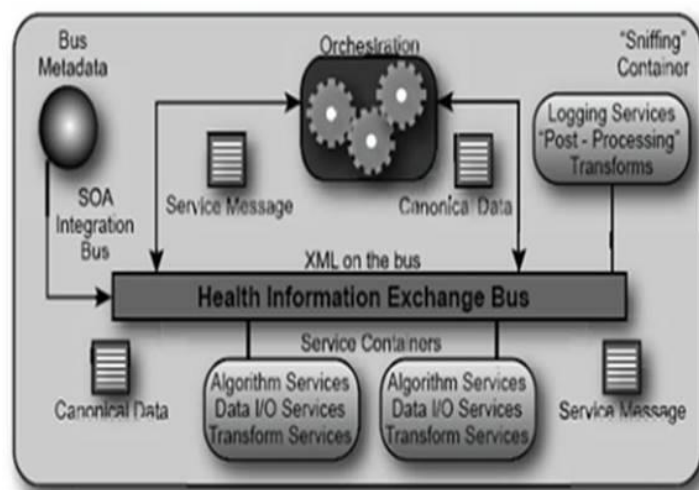 Bus
Metadata
Orchestration
"Sniffing"
Container
Logging Services
"Post - Processing"
Transforms
SOA
Integration
Bus
Service Message
Canonical Data
XML on the bus
Health Information Exchange Bus
Service Containers
Canonical Data
Algorithm Services
Data I/O Services
Transform Services
Algorithm Services
Data I/O Services
Transform Services
Service Message